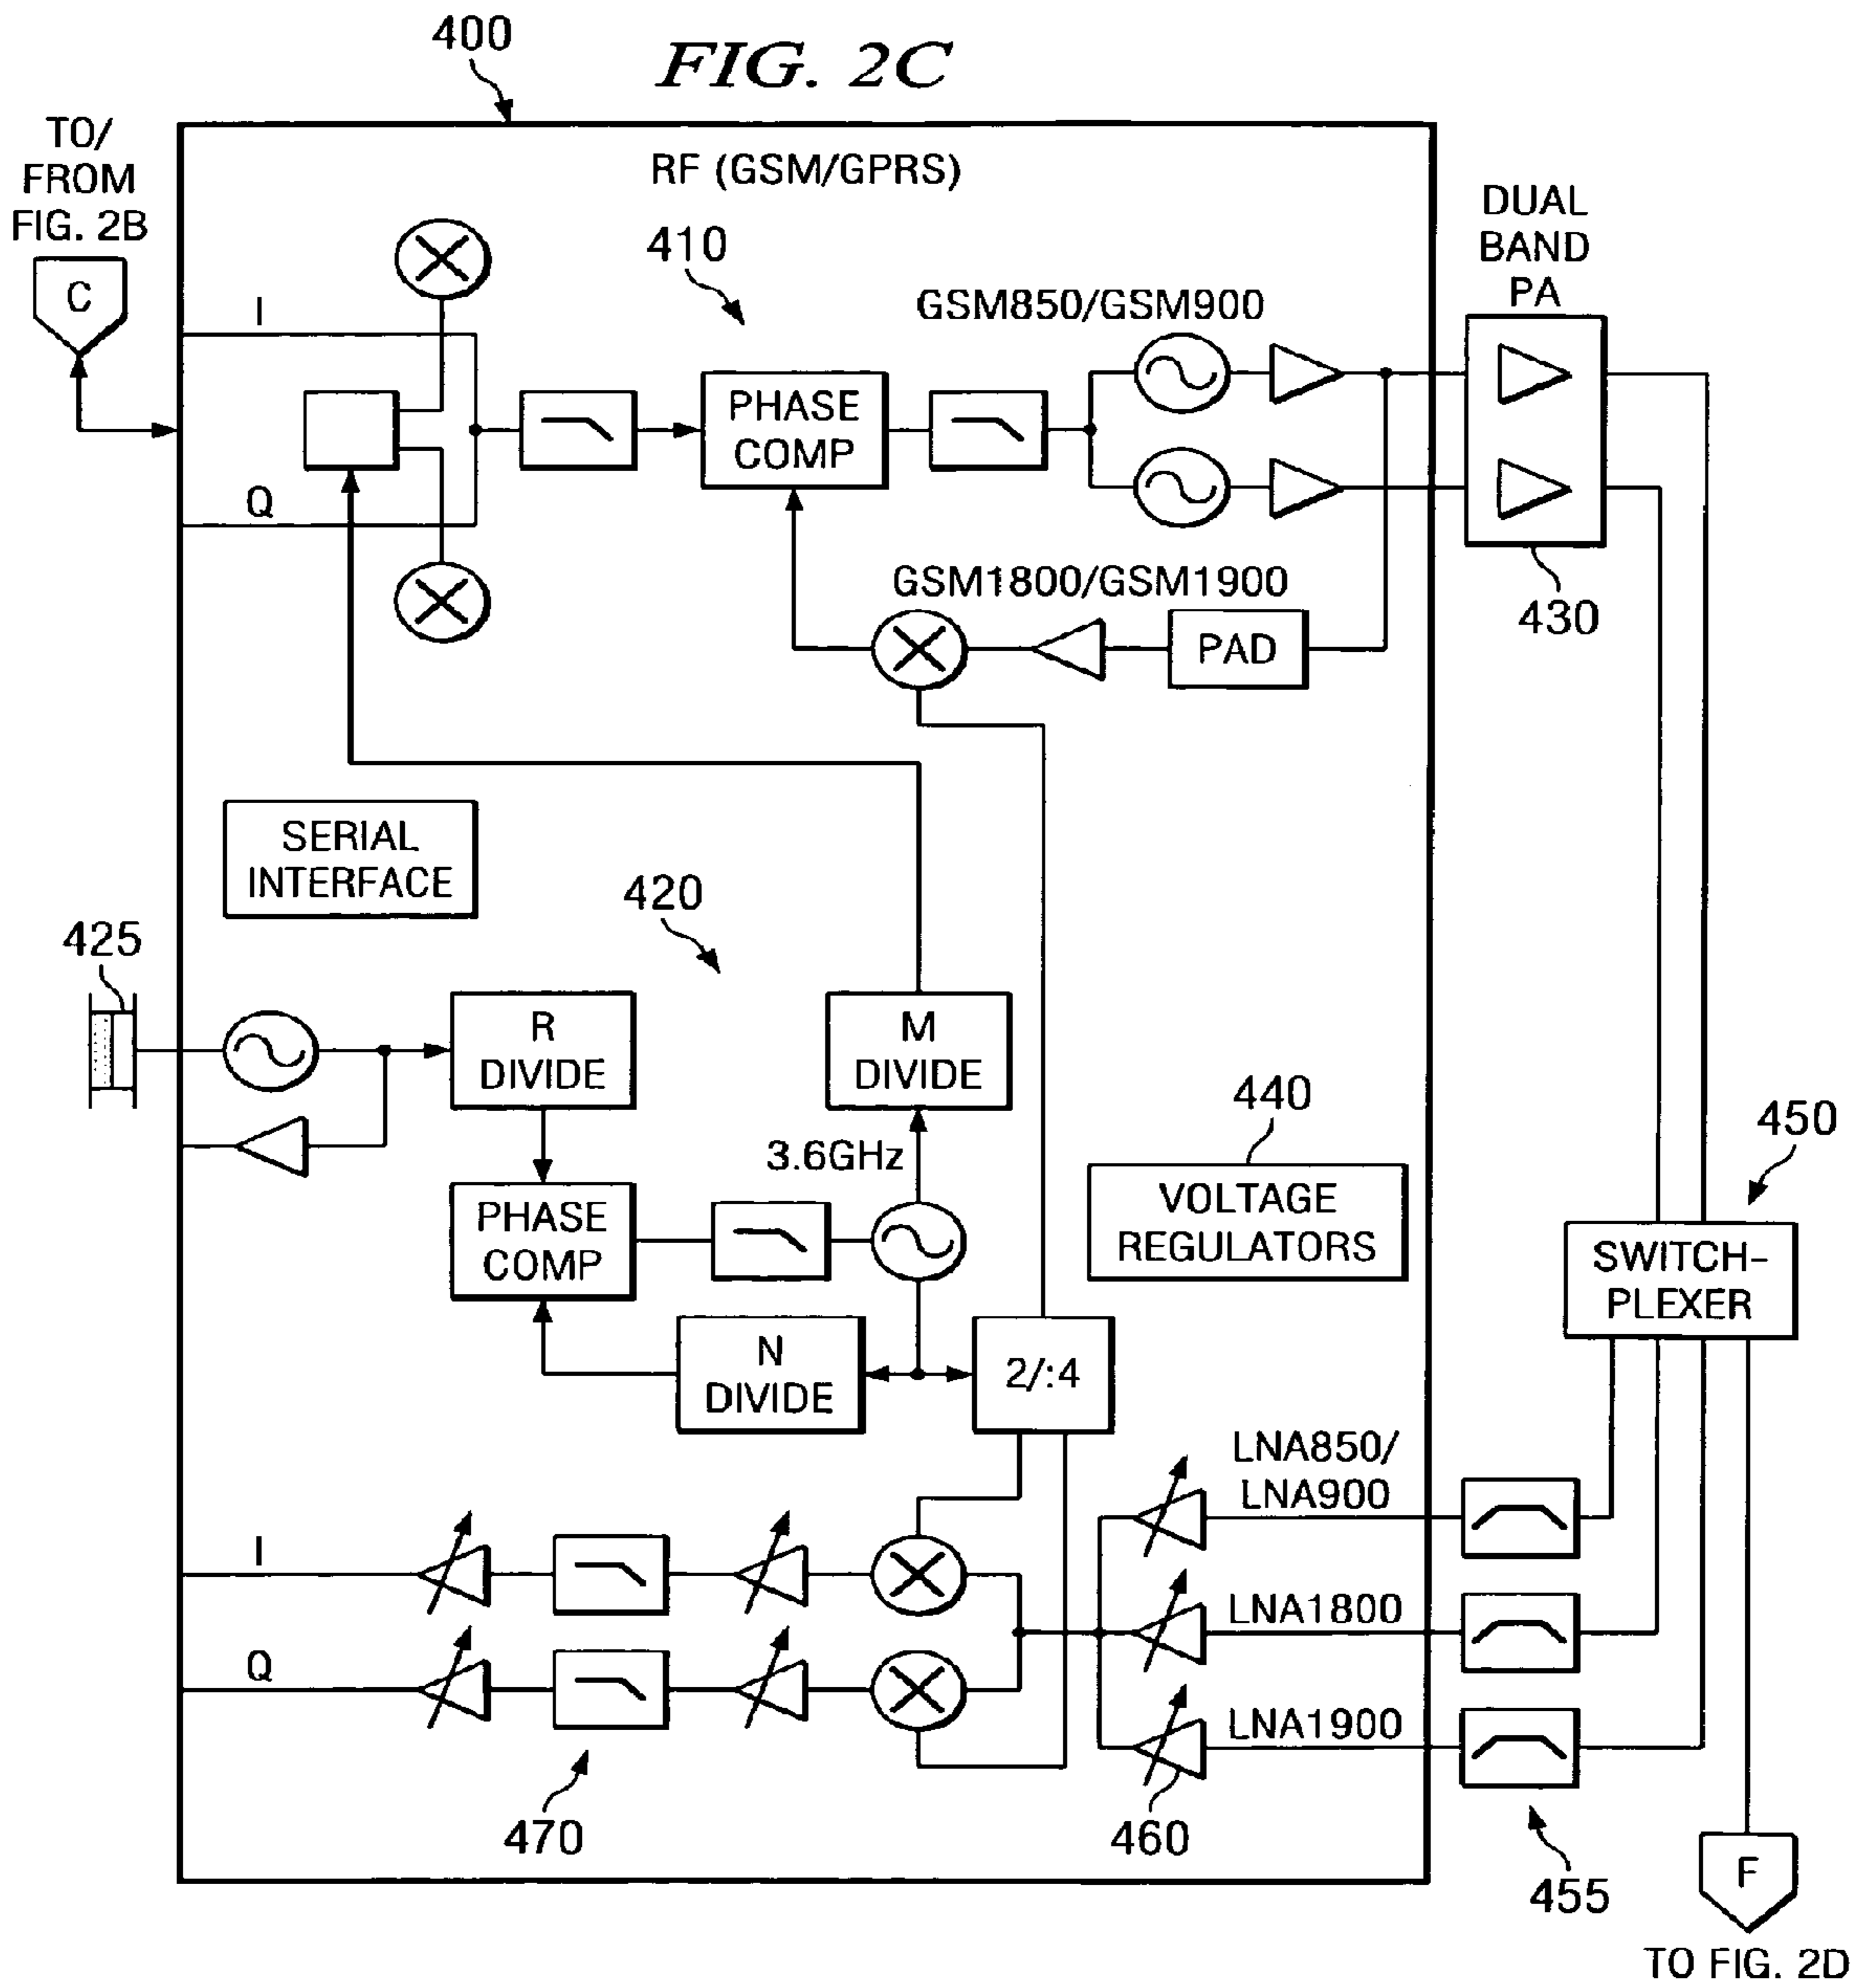 400
FIG. 2C
TO/
FROM
FIG. 2B
C
RF (GSM/GPRS)
410
DUAL
BAND
PA
I
GSM850/GSM900
PHASE
COMP
Q
GSM1800/GSM1900
430
PAD
SERIAL
INTERFACE
420
425
R
DIVIDE
M
DIVIDE
440
450
3.6GHz
VOLTAGE
REGULATORS
PHASE
COMP
SWITCH-
PLEXER
N
DIVIDE
2/:4
LNA850/
LNA900
I
LNA1800
Q
LNA1900
470
460
455
F
TO FIG. 2D